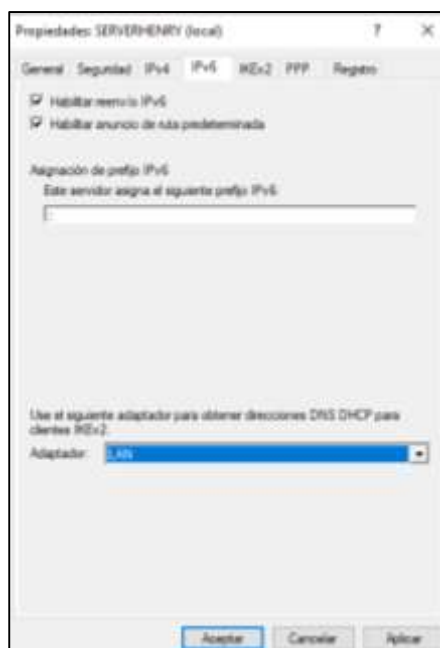 Propiedades: SERVERHENRY (local) ? ×
General Seguridad IPv4 IPv6 IKEv2 PPP Registro
Habilitar reenvío IPv6
Habilitar anuncio de ruta predeterminada
Asignación de prefijo IPv6
Este servidor asigna el siguiente prefijo IPv6
Use el siguiente adaptador para obtener direcciones DNS DHCP para
clientes IKEv2:
Adaptador: LAN
Aceptar Cancelar Aplicar